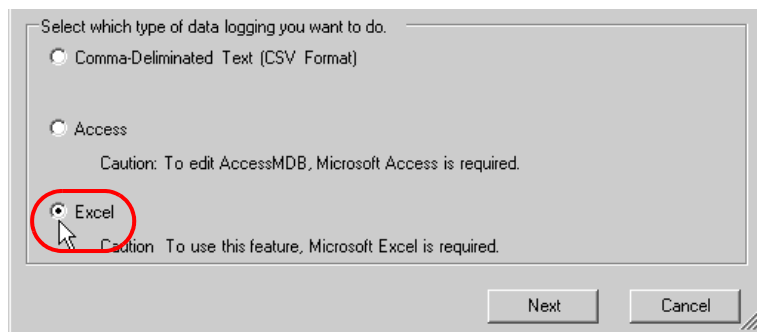 Select which type of data logging you want to do.
Comma-Deliminated Text (CSV Format)
Access
Caution: To edit AccessMDB, Microsoft Access is required.
Excel
Caution To use this feature, Microsoft Excel is required.
Next Cancel